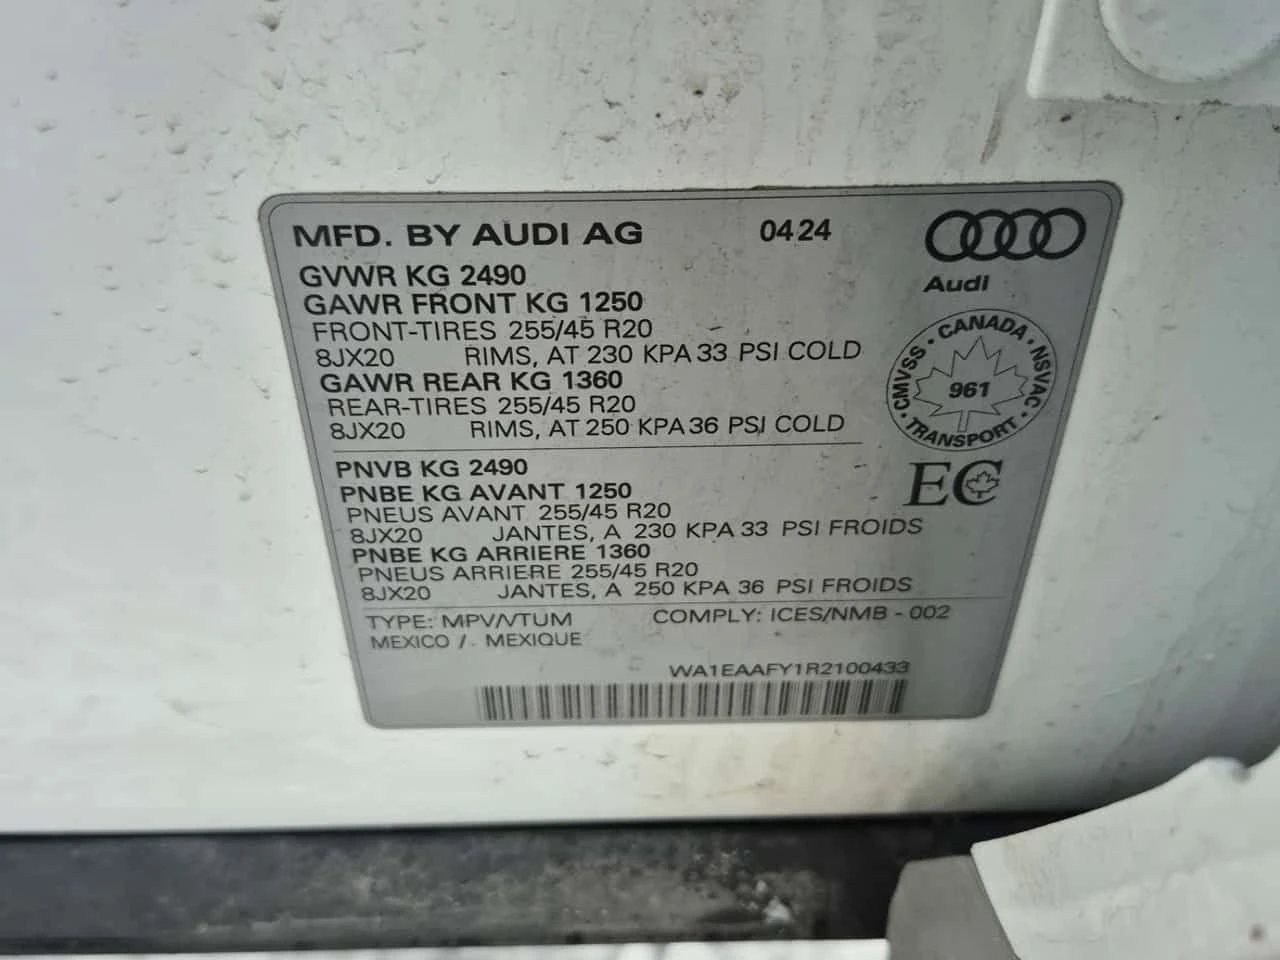 MFD. BY AUDI AG 04 24
Audi
GVWR KG 2490
GAWR FRONT KG 1250
FRONT-TIRES 255/45 R20
8JX20 RIMS, AT 230 KPA 33 PSI COLD
GAWR REAR KG 1360
REAR-TIRES 255/45 R20
8JX20 RIMS, AT 250 KPA 36 PSI COLD
CANADA · NSVAC · TRANSPORT · CMVSS ·
961
EC
PNVB KG 2490
PNBE KG AVANT 1250
PNEUS AVANT 255/45 R20
8JX20 JANTES, A 230 KPA 33 PSI FROIDS
PNBE KG ARRIERE 1360
PNEUS ARRIERE 255/45 R20
8JX20 JANTES, A 250 KPA 36 PSI FROIDS
TYPE: MPV/VTUM COMPLY: ICES/NMB - 002
MEXICO / - MEXIQUE
WA1EAAFY1R2100433